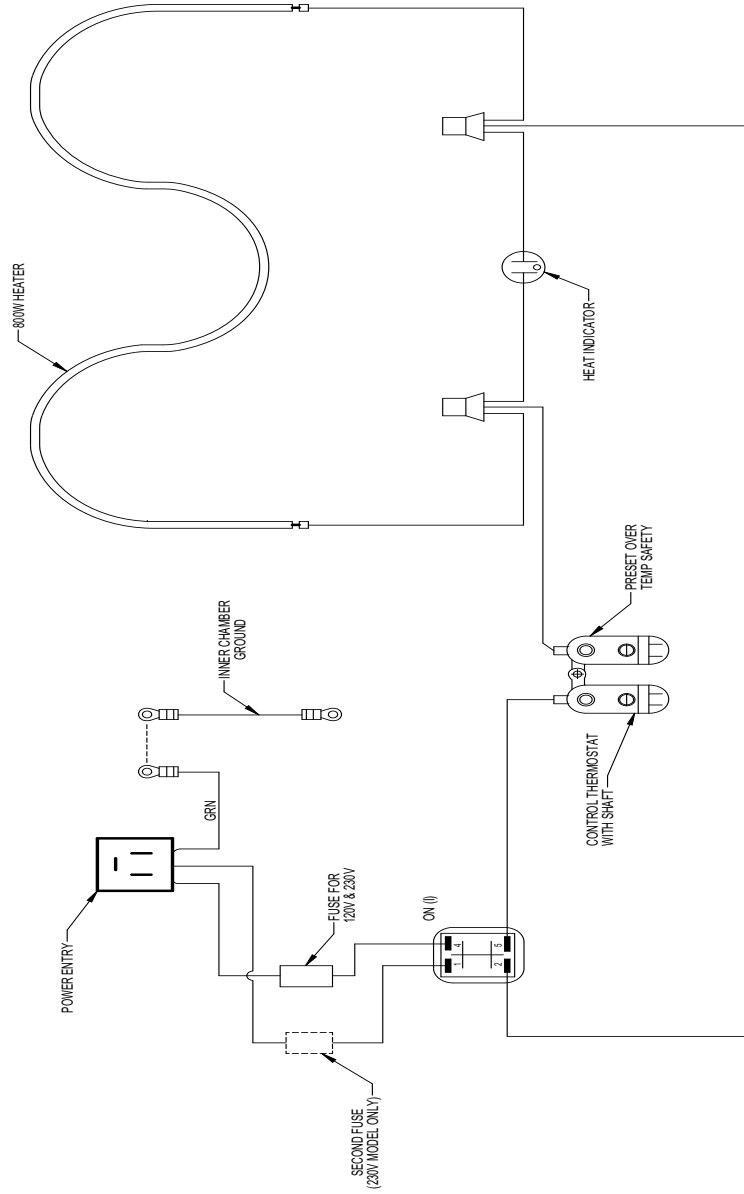 800W HEATER
HEAT INDICATOR
PRESET OVER
TEMP SAFETY
INNER CHAMBER
GROUND
CONTROL THERMOSTAT
WITH SHAFT
GRN
POWER ENTRY
FUSE FOR
120V & 230V
ON (I)
1 4
2 5
SECOND FUSE
(230V MODEL ONLY)